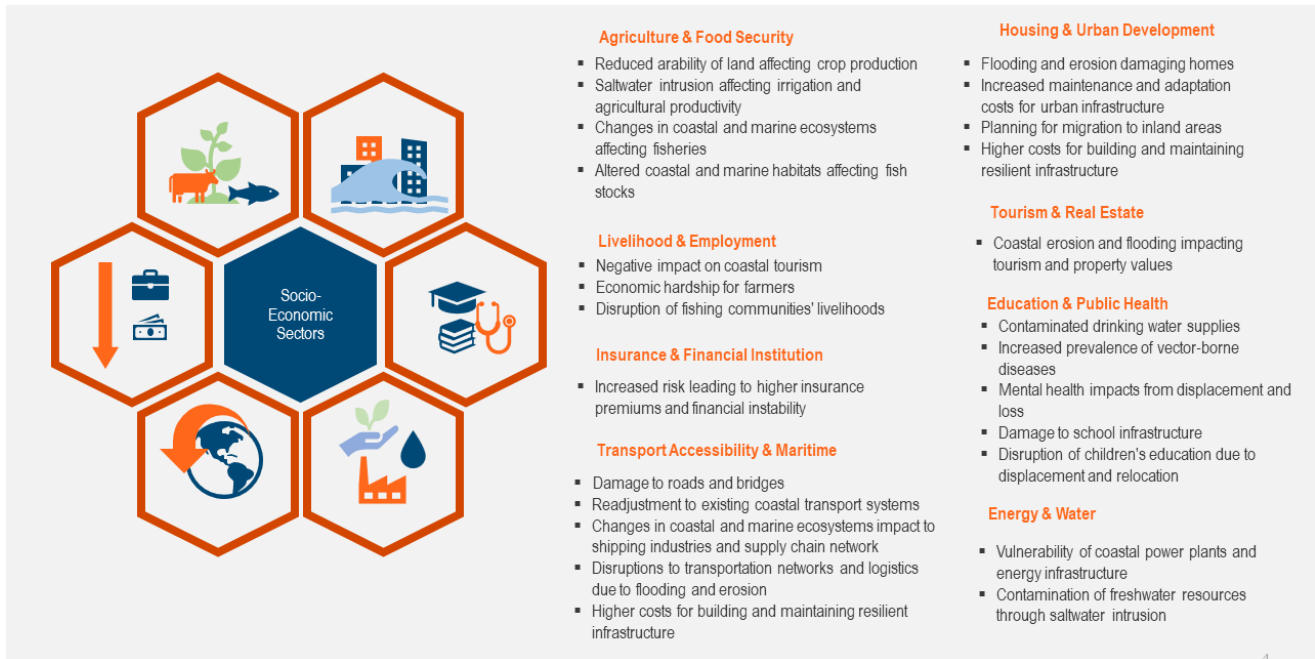 Socio-
Economic
Sectors
Agriculture & Food Security
▪ Reduced arability of land affecting crop production
▪ Saltwater intrusion affecting irrigation and
agricultural productivity
▪ Changes in coastal and marine ecosystems
affecting fisheries
▪ Altered coastal and marine habitats affecting fish
stocks
Livelihood & Employment
▪ Negative impact on coastal tourism
▪ Economic hardship for farmers
▪ Disruption of fishing communities' livelihoods
Insurance & Financial Institution
▪ Increased risk leading to higher insurance
premiums and financial instability
Transport Accessibility & Maritime
▪ Damage to roads and bridges
▪ Readjustment to existing coastal transport systems
▪ Changes in coastal and marine ecosystems impact to
shipping industries and supply chain network
▪ Disruptions to transportation networks and logistics
due to flooding and erosion
▪ Higher costs for building and maintaining resilient
infrastructure
Housing & Urban Development
▪ Flooding and erosion damaging homes
▪ Increased maintenance and adaptation
costs for urban infrastructure
▪ Planning for migration to inland areas
▪ Higher costs for building and maintaining
resilient infrastructure
Tourism & Real Estate
▪ Coastal erosion and flooding impacting
tourism and property values
Education & Public Health
▪ Contaminated drinking water supplies
▪ Increased prevalence of vector-borne
diseases
▪ Mental health impacts from displacement and
loss
▪ Damage to school infrastructure
▪ Disruption of children's education due to
displacement and relocation
Energy & Water
▪ Vulnerability of coastal power plants and
energy infrastructure
▪ Contamination of freshwater resources
through saltwater intrusion